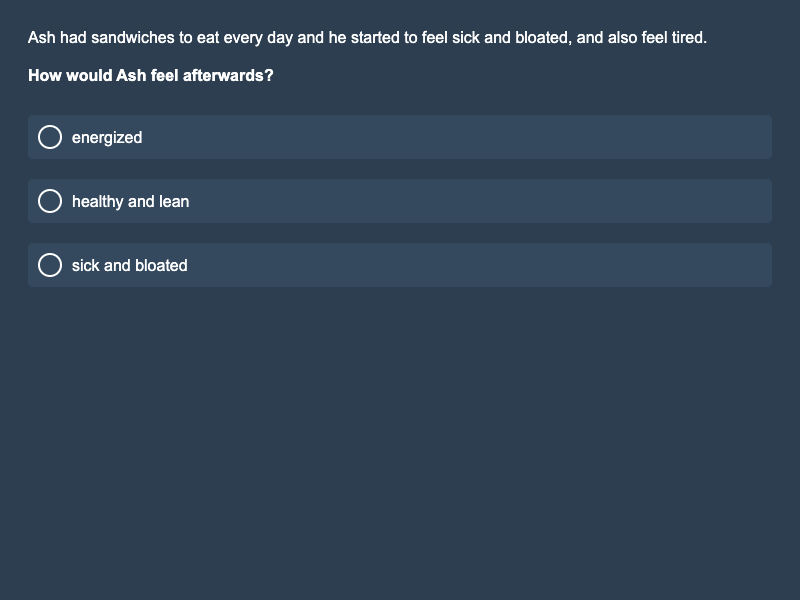 Ash had sandwiches to eat every day and he started to feel sick and bloated, and also feel tired.
How would Ash feel afterwards?
energized
healthy and lean
sick and bloated